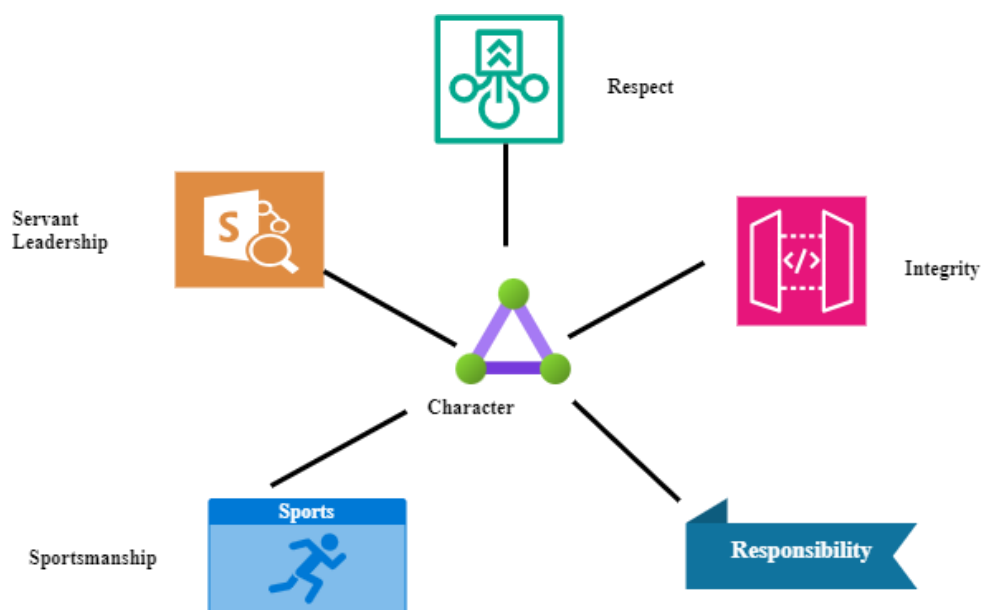 Respect
Servant
Leadership
S
</>
Integrity
Character
Sports
Sportsmanship
Responsibility